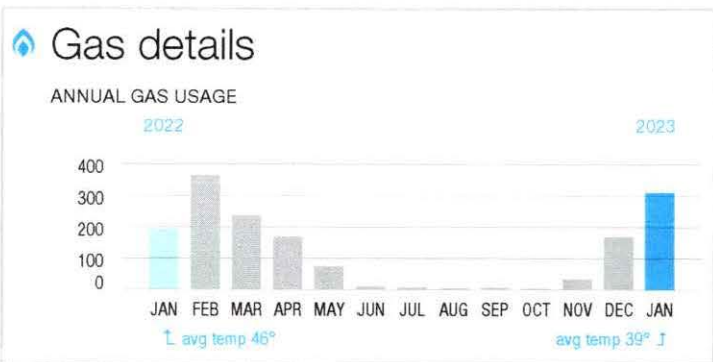 Gas details
ANNUAL GAS USAGE
2022 2023
400
300
200
100
0
JAN FEB MAR APR MAY JUN JUL AUG SEP OCT NOV DEC JAN
↑ avg temp 46° avg temp 39° ↑